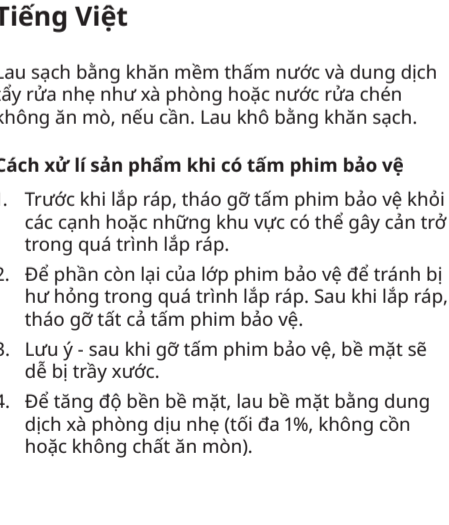 Tiếng Việt
Lau sạch bằng khăn mềm thấm nước và dung dịch
tẩy rửa nhẹ như xà phòng hoặc nước rửa chén
không ăn mò, nếu cần. Lau khô bằng khăn sạch.
Cách xử lí sản phẩm khi có tấm phim bảo vệ
1. Trước khi lắp ráp, tháo gỡ tấm phim bảo vệ khỏi
các cạnh hoặc những khu vực có thể gây cản trở
trong quá trình lắp ráp.
2. Để phần còn lại của lớp phim bảo vệ để tránh bị
hư hỏng trong quá trình lắp ráp. Sau khi lắp ráp,
tháo gỡ tất cả tấm phim bảo vệ.
3. Lưu ý - sau khi gỡ tấm phim bảo vệ, bề mặt sẽ
dễ bị trầy xước.
4. Để tăng độ bền bề mặt, lau bề mặt bằng dung
dịch xà phòng dịu nhẹ (tối đa 1%, không cồn
hoặc không chất ăn mòn).